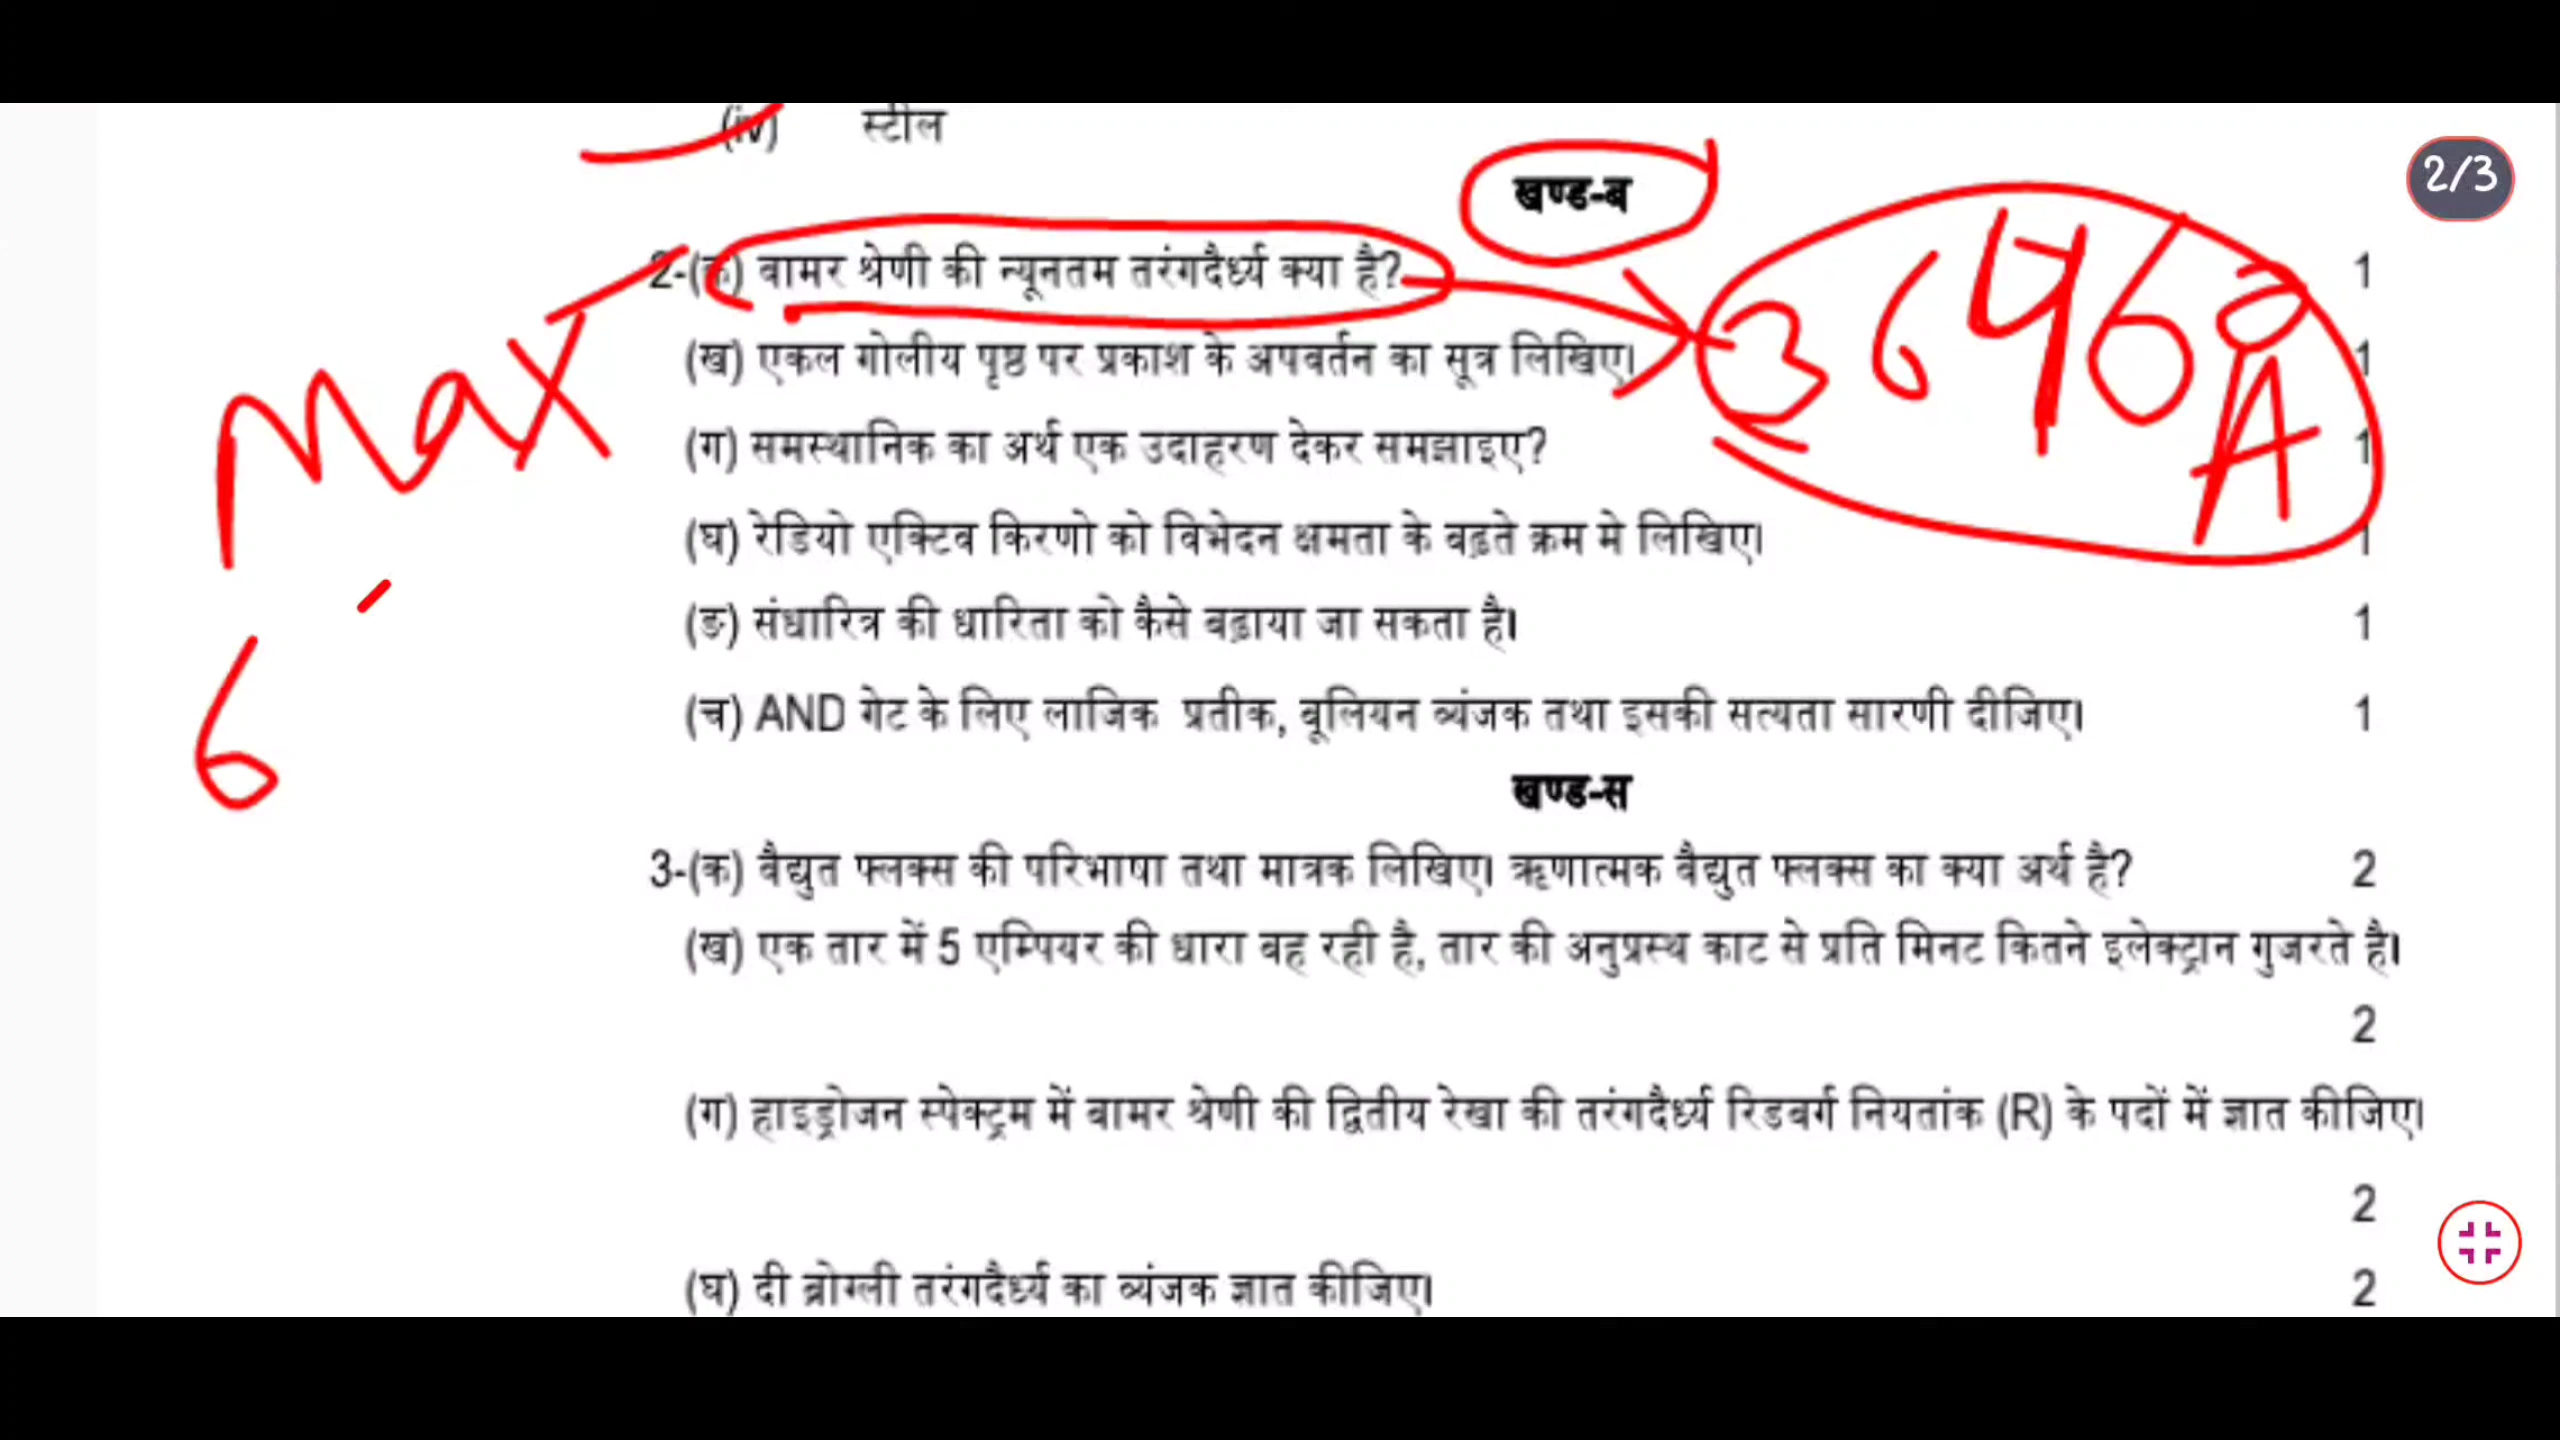 (iv) स्टील
2/3
खण्ड-ब
2-(क) बामर श्रेणी की न्यूनतम तरंगदैर्ध्य क्या है? 1
3646 A
(ख) एकल गोलीय पृष्ठ पर प्रकाश के अपवर्तन का सूत्र लिखिए। 1
Max
(ग) समस्थानिक का अर्थ एक उदाहरण देकर समझाइए? 1
(घ) रेडियो एक्टिव किरणो को विभेदन क्षमता के बढ़ते क्रम मे लिखिए। 1
(ङ) संधारित्र की धारिता को कैसे बढ़ाया जा सकता है। 1
6
(च) AND गेट के लिए लाजिक प्रतीक, बूलियन व्यंजक तथा इसकी सत्यता सारणी दीजिए। 1
खण्ड-स
3-(क) वैद्युत फ्लक्स की परिभाषा तथा मात्रक लिखिए। ऋणात्मक वैद्युत फ्लक्स का क्या अर्थ है? 2
(ख) एक तार में 5 एम्पियर की धारा बह रही है, तार की अनुप्रस्थ काट से प्रति मिनट कितने इलेक्ट्रान गुजरते है।
2
(ग) हाइड्रोजन स्पेक्ट्रम में बामर श्रेणी की द्वितीय रेखा की तरंगदैर्ध्य रिडबर्ग नियतांक (R) के पदों में ज्ञात कीजिए।
2
(घ) दी ब्रोग्ली तरंगदैर्ध्य का व्यंजक ज्ञात कीजिए। 2